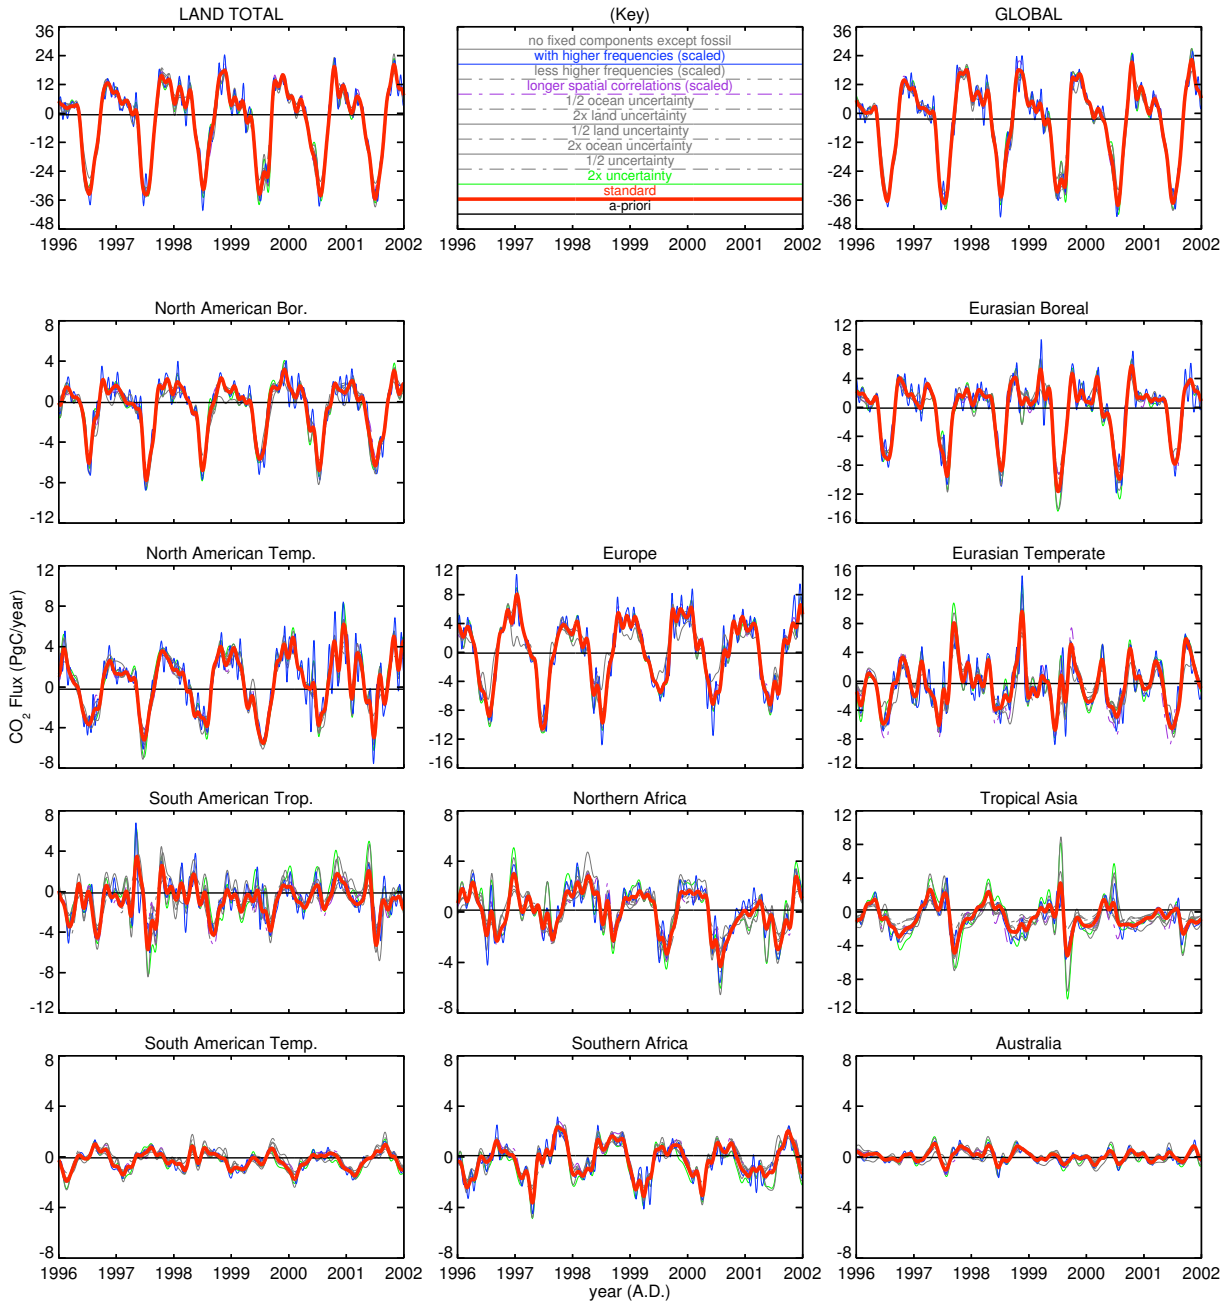 LAND TOTAL
36
24
12
0
-12
-24
-36
-48
1996 1997 1998 1999 2000 2001 2002
(Key)
no fixed components except fossil
with higher frequencies (scaled)
less higher frequencies (scaled)
longer spatial correlations (scaled)
1/2 ocean uncertainty
2x land uncertainty
1/2 land uncertainty
2x ocean uncertainty
1/2 uncertainty
2x uncertainty
standard
a-priori
1996 1997 1998 1999 2000 2001 2002
GLOBAL
36
24
12
0
-12
-24
-36
-48
1996 1997 1998 1999 2000 2001 2002
North American Bor.
8
4
0
-4
-8
-12
Eurasian Boreal
12
8
4
0
-4
-8
-12
-16
CO2 Flux (PgC/year)
North American Temp.
12
8
4
0
-4
-8
Europe
12
8
4
0
-4
-8
-12
-16
Eurasian Temperate
16
12
8
4
0
-4
-8
-12
South American Trop.
8
4
0
-4
-8
-12
Northern Africa
8
4
0
-4
-8
Tropical Asia
12
8
4
0
-4
-8
-12
South American Temp.
8
4
0
-4
-8
1996 1997 1998 1999 2000 2001 2002
Southern Africa
8
4
0
-4
-8
1996 1997 1998 1999 2000 2001 2002
Australia
8
4
0
-4
-8
1996 1997 1998 1999 2000 2001 2002
year (A.D.)